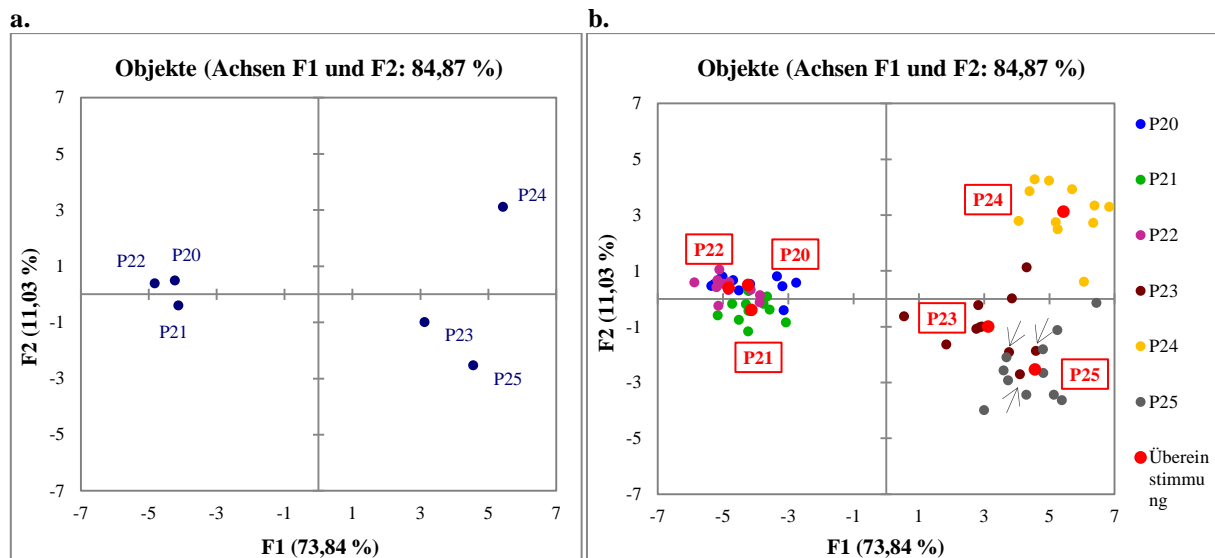 a.
Objekte (Achsen F1 und F2: 84,87 %)
F2 (11,03 %)
7
5
3
1
-1
-3
-5
-7
P22
P20
P21
P24
P23
P25
-7
-5
-3
-1
1
3
5
7
F1 (73,84 %)
b.
Objekte (Achsen F1 und F2: 84,87 %)
F2 (11,03 %)
7
5
3
1
-1
-3
-5
-7
P22
P20
P21
P24
P23
P25
-7
-5
-3
-1
1
3
5
7
F1 (73,84 %
P20
P21
P22
P23
P24
P25
Überein
stimmu
ng